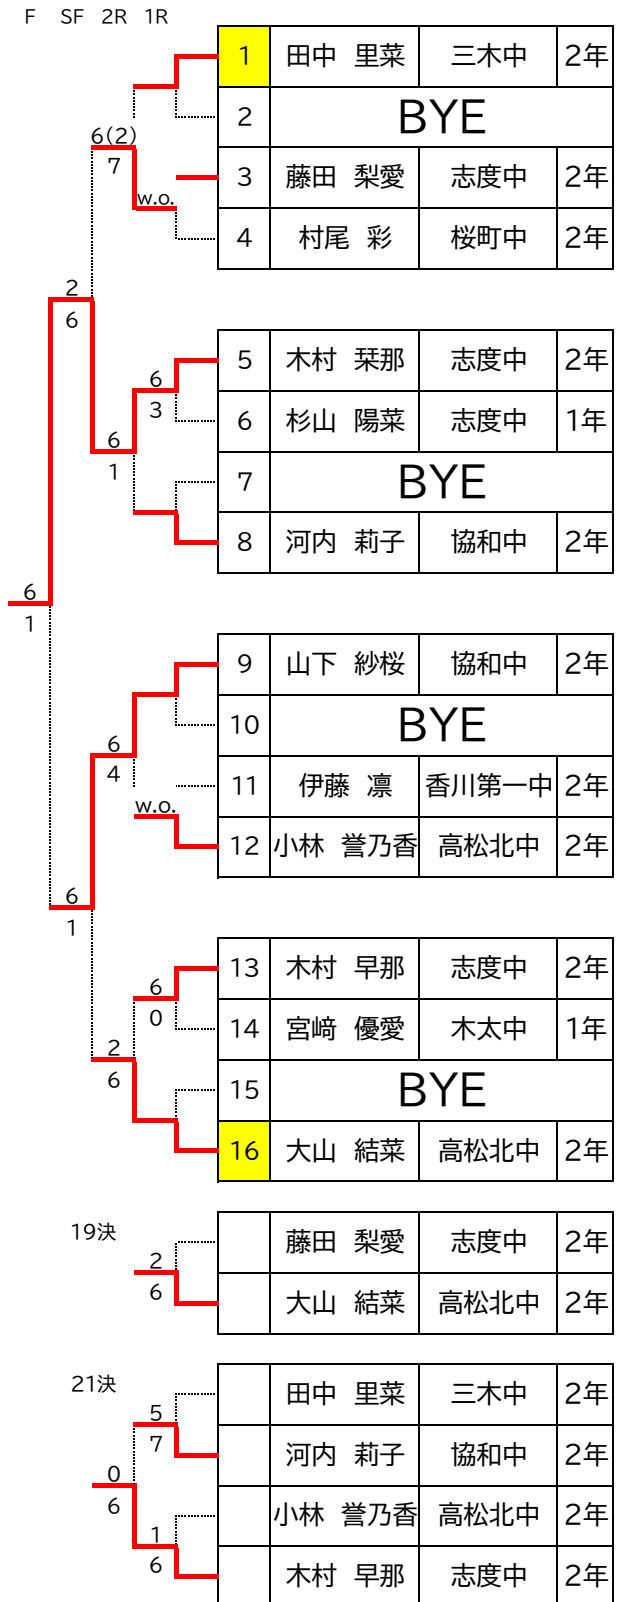 F SF 2R 1R
1 田中 里菜 三木中 2年
2 BYE
6(2)
7
3 藤田 梨愛 志度中 2年
w.o.
4 村尾 彩 桜町中 2年
2
6
5 木村 栞那 志度中 2年
6
3
6 杉山 陽菜 志度中 1年
6
1
7 BYE
8 河内 莉子 協和中 2年
6
1
9 山下 紗桜 協和中 2年
10 BYE
6
4
11 伊藤 凛 香川第一中 2年
w.o.
12 小林 誉乃香 高松北中 2年
6
1
13 木村 早那 志度中 2年
6
0
14 宮﨑 優愛 木太中 1年
2
6
15 BYE
16 大山 結菜 高松北中 2年
19決
藤田 梨愛 志度中 2年
2
6
大山 結菜 高松北中 2年
21決
田中 里菜 三木中 2年
5
7
河内 莉子 協和中 2年
0
6
小林 誉乃香 高松北中 2年
1
6
木村 早那 志度中 2年